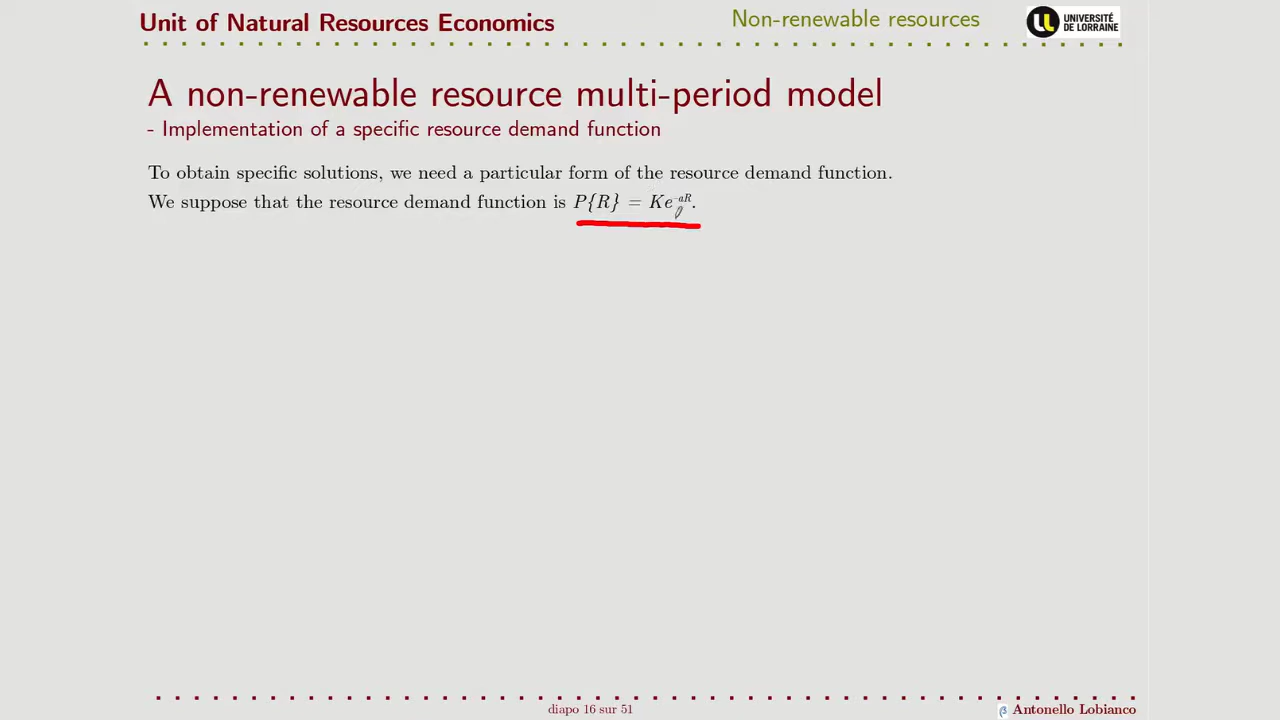 Unit of Natural Resources Economics
Non-renewable resources
UNIVERSITÉ
DE LORRAINE
A non-renewable resource multi-period model
- Implementation of a specific resource demand function
To obtain specific solutions, we need a particular form of the resource demand function.
We suppose that the resource demand function is P{R} = Ke^-aR.
diapo 16 sur 51
β Antonello Lobianco